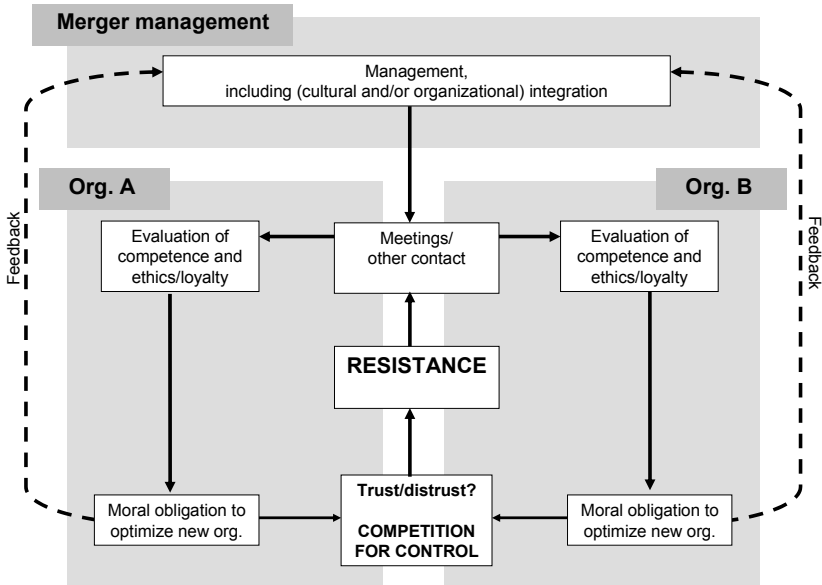 Merger management
Management,
including (cultural and/or organizational) integration
Org. A
Org. B
Feedback
Feedback
Evaluation of
competence and
ethics/loyalty
Meetings/
other contact
Evaluation of
competence and
ethics/loyalty
RESISTANCE
Moral obligation to
optimize new org.
Trust/distrust?
COMPETITION
FOR CONTROL
Moral obligation to
optimize new org.